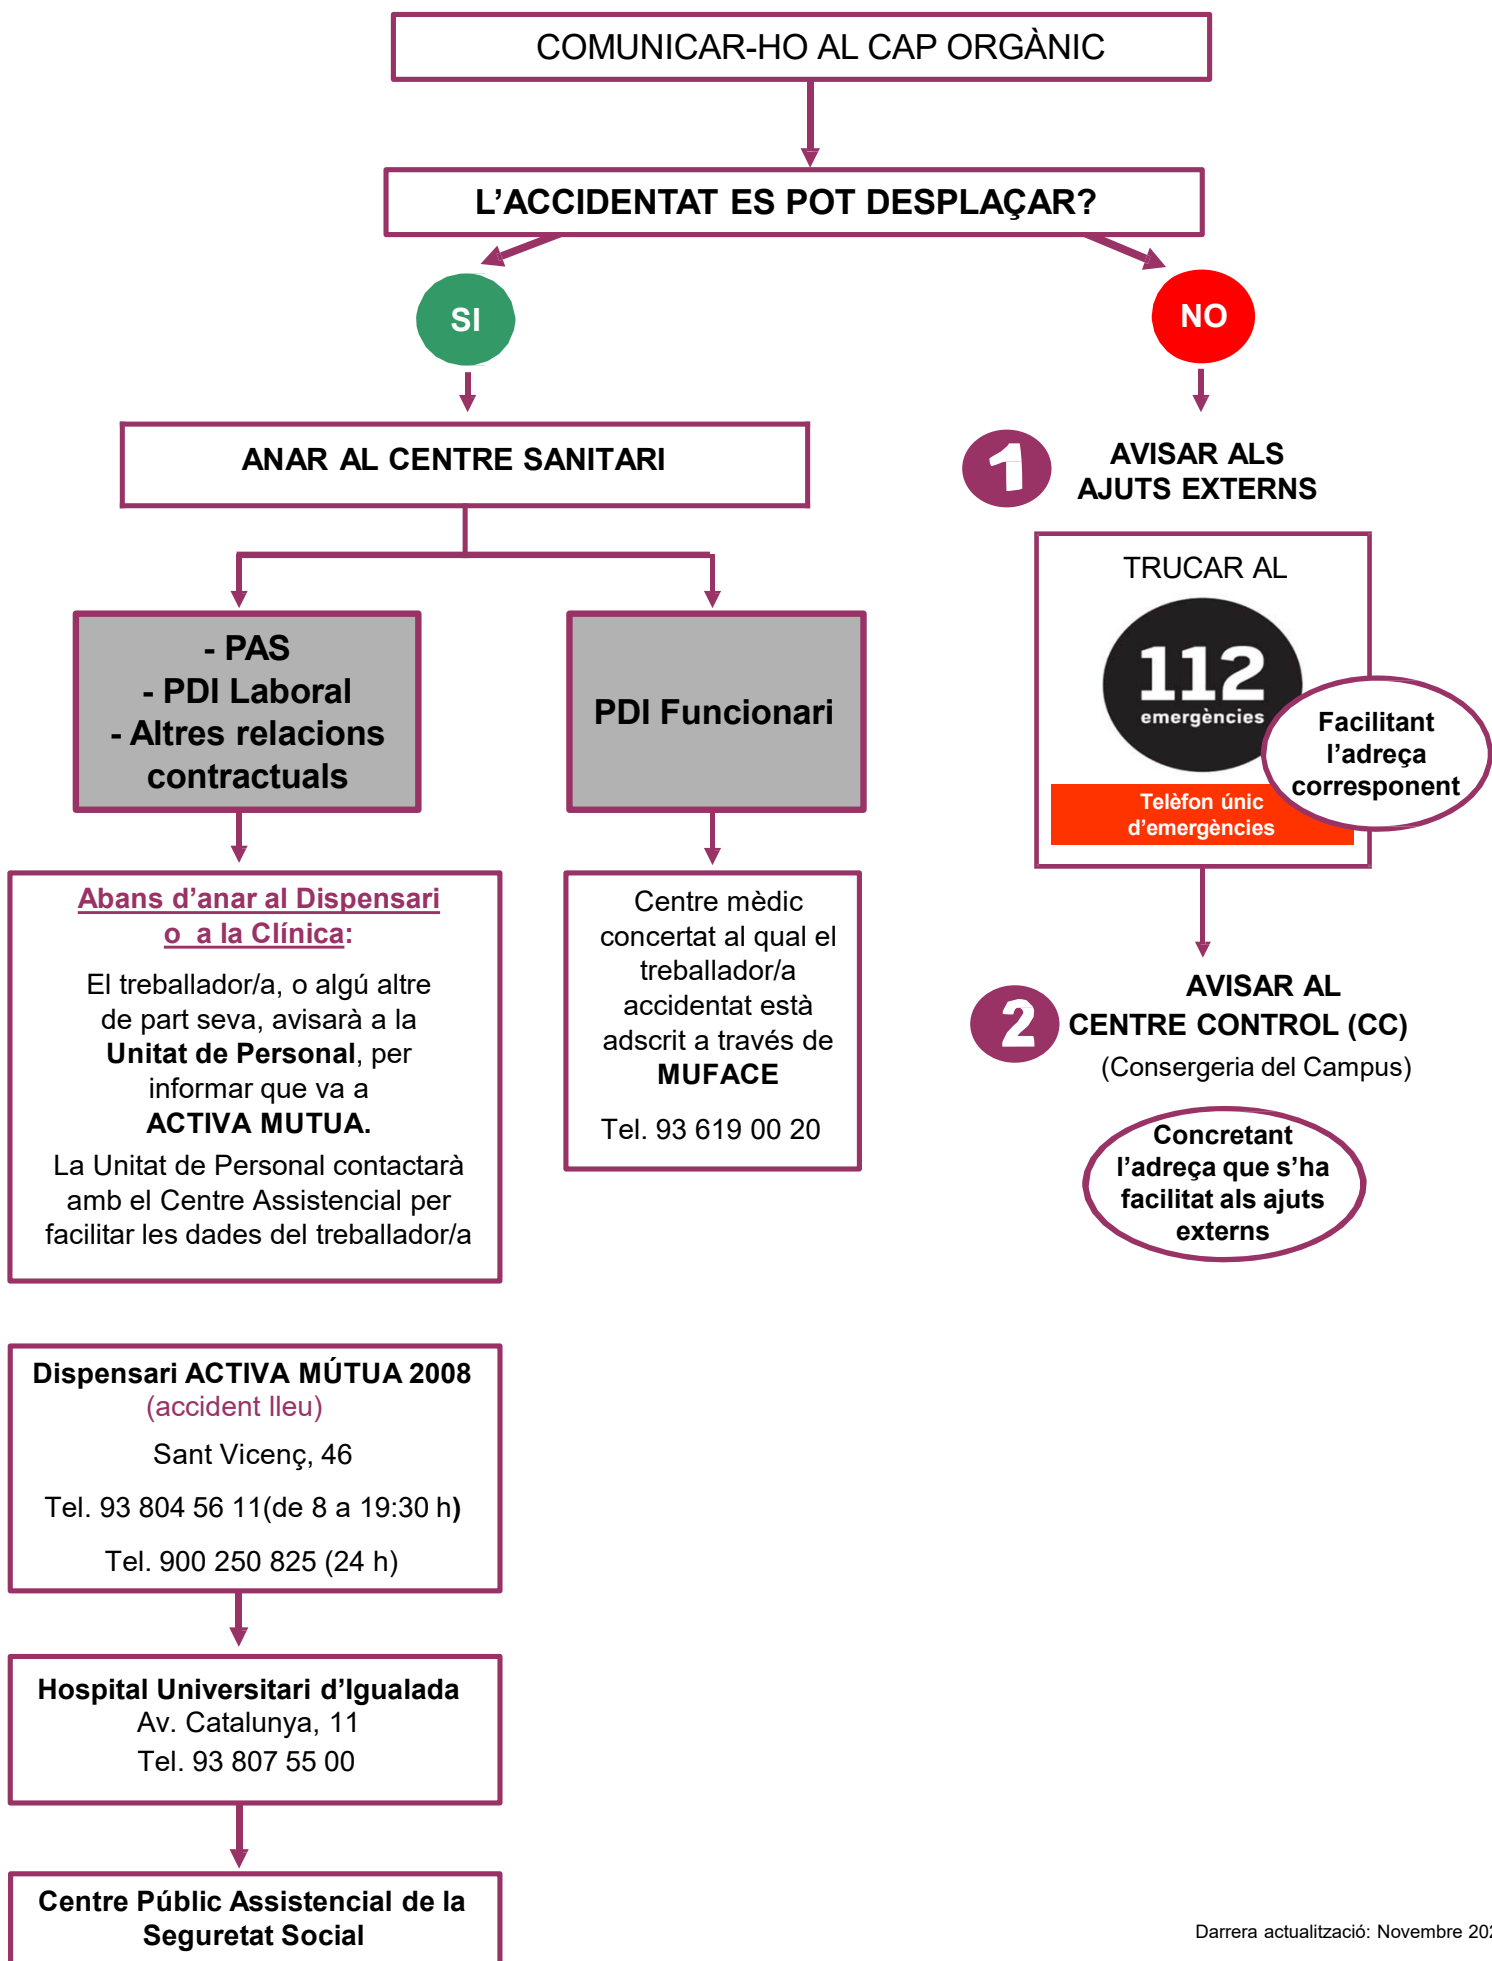 COMUNICAR-HO AL CAP ORGÀNIC
L’ACCIDENTAT ES POT DESPLAÇAR?
SI
NO
ANAR AL CENTRE SANITARI
- PAS
- PDI Laboral
- Altres relacions
contractuals
PDI Funcionari
Abans d’anar al Dispensari
o a la Clínica:
El treballador/a, o algú altre
de part seva, avisarà a la
Unitat de Personal, per
informar que va a
ACTIVA MUTUA.
La Unitat de Personal contactarà
amb el Centre Assistencial per
facilitar les dades del treballador/a
Centre mèdic
concertat al qual el
treballador/a
accidentat està
adscrit a través de
MUFACE
Tel. 93 619 00 20
Dispensari ACTIVA MÚTUA 2008
(accident lleu)
Sant Vicenç, 46
Tel. 93 804 56 11(de 8 a 19:30 h)
Tel. 900 250 825 (24 h)
Hospital Universitari d’Igualada
Av. Catalunya, 11
Tel. 93 807 55 00
Centre Públic Assistencial de la
Seguretat Social
1
AVISAR ALS
AJUTS EXTERNS
TRUCAR AL
112
emergències
Telèfon únic
d’emergències
Facilitant
l’adreça
corresponent
2
AVISAR AL
CENTRE CONTROL (CC)
(Consergeria del Campus)
Concretant
l’adreça que s’ha
facilitat als ajuts
externs
Darrera actualització: Novembre